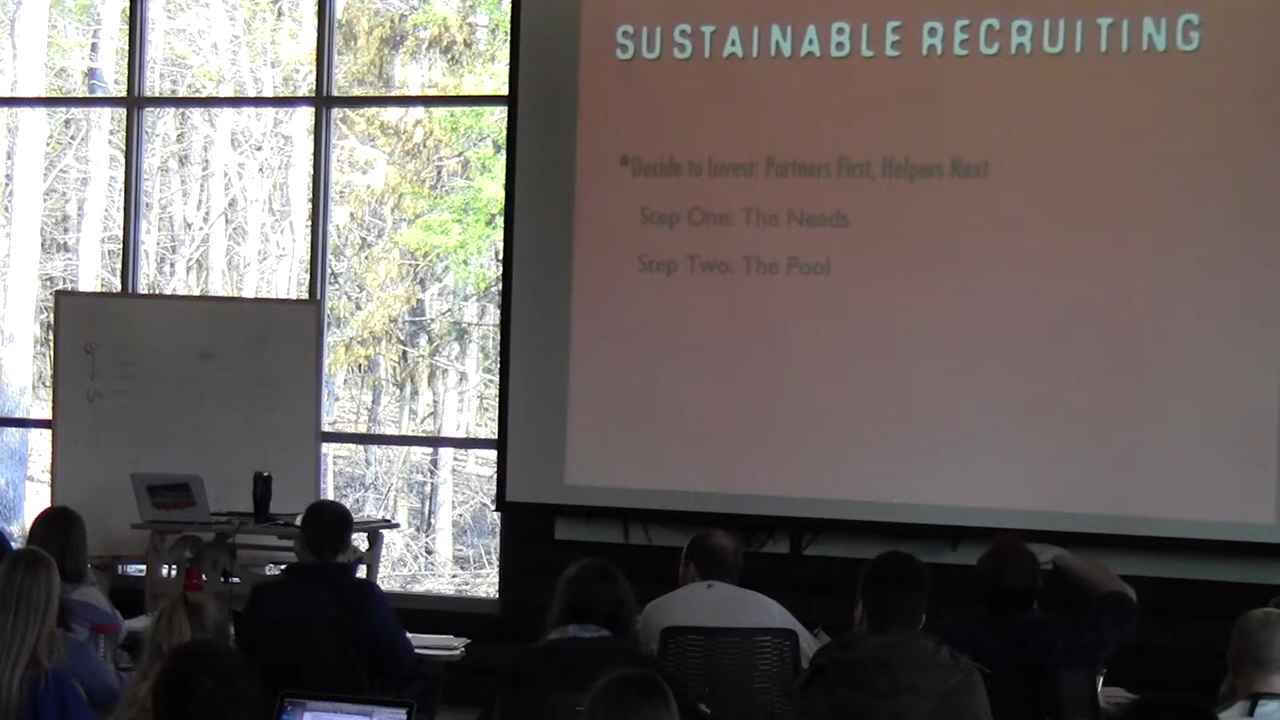 SUSTAINABLE RECRUITING
*Decide to Invest: Partners First, Helpers Next
Step One: The Needs
Step Two: The Pool